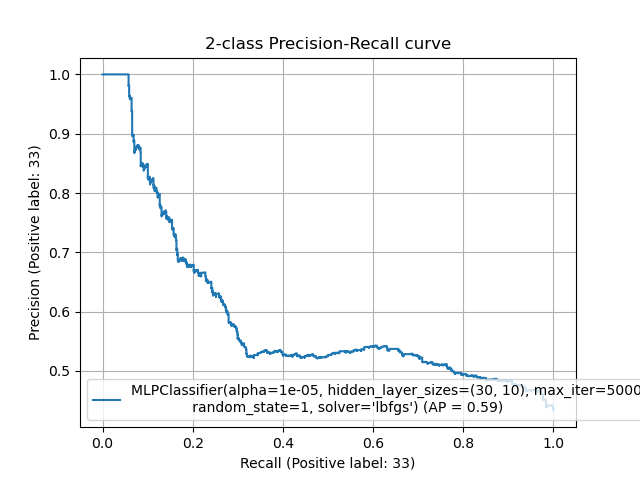 2-class Precision-Recall curve
1.0
0.9
0.8
0.7
0.6
0.5
Precision (Positive label: 33)
MLPClassifier(alpha=1e-05, hidden_layer_sizes=(30, 10), max_iter=5000
random_state=1, solver='lbfgs') (AP = 0.59)
0.0 0.2 0.4 0.6 0.8 1.0
Recall (Positive label: 33)